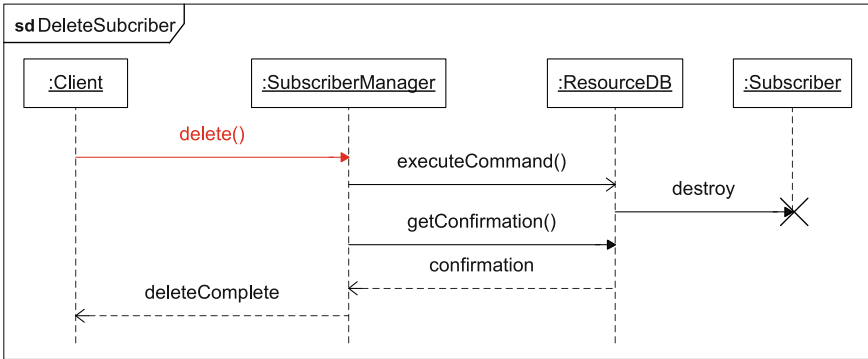 sd DeleteSubcriber
:Client
:SubscriberManager
:ResourceDB
:Subscriber
delete()
executeCommand()
destroy
getConfirmation()
confirmation
deleteComplete